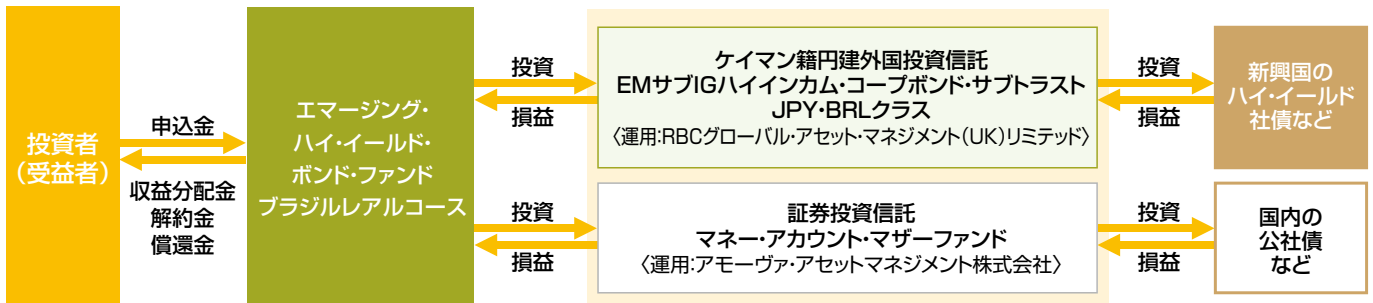 投資者
（受益者）
申込金
収益分配金
解約金
償還金
エマージング・
ハイ・イールド・
ボンド・ファンド
ブラジルレアルコース
投資
損益
ケイマン籍円建外国投資信託
EMサブIGハイインカム・コープボンド・サブトラスト
JPY・BRLクラス
〈運用:RBCグローバル・アセット・マネジメント（UK）リミテッド〉
投資
損益
新興国の
ハイ・イールド
社債など
投資
損益
証券投資信託
マネー・アカウント・マザーファンド
〈運用:アモーヴァ・アセットマネジメント株式会社〉
投資
損益
国内の
公社債
など